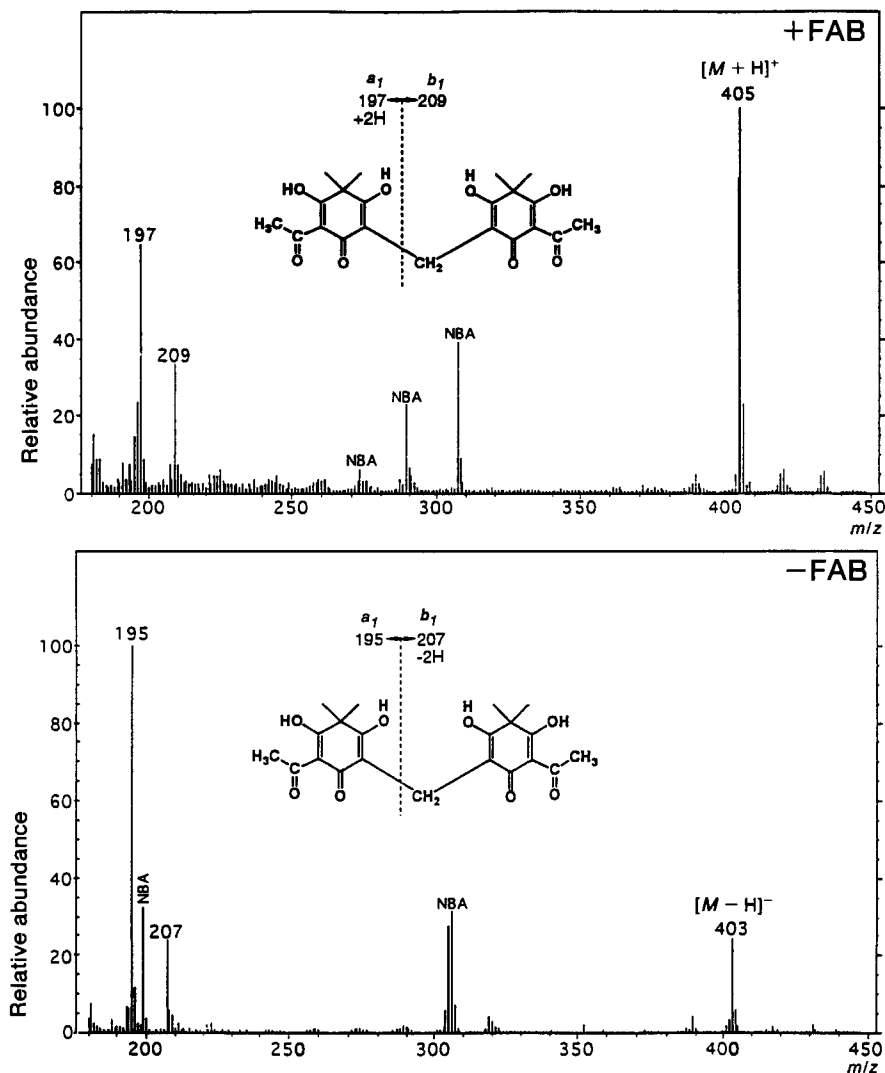 +FAB
[M + H]+
405
a1 b1
197 209
+2H
100
80
60
40
20
0
Relative abundance
197
209
NBA
NBA
NBA
HO
H
O
H
O
OH
H3C
C
O
O
CH2
O
C
O
CH3
200 250 300 350 400 450
m/z
−FAB
a1 b1
195 207
-2H
195
100
80
60
40
20
0
Relative abundance
NBA
207
NBA
[M − H]−
403
HO
H
O
H
O
OH
H3C
C
O
O
CH2
O
C
O
CH3
200 250 300 350 400 450
m/z